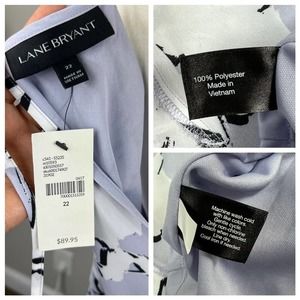 LANE BRYANT
22
MADE IN
VIETNAM
22
$89.95
100% Polyester
Made in
Vietnam
Machine wash cold
with like colors.
Gentle cycle.
Only non-chlorine
bleach when needed.
Line dry.
Cool iron if needed.